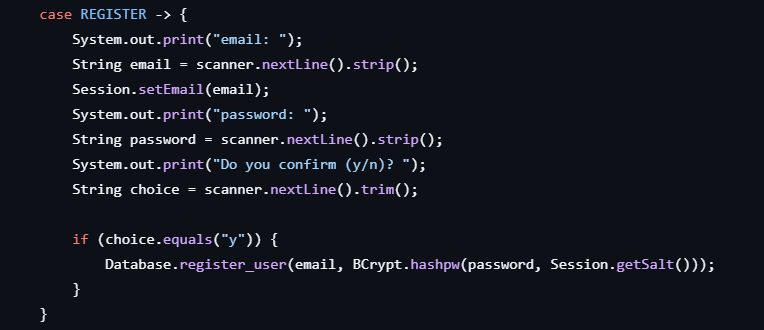 case REGISTER -> {
System.out.print("email: ");
String email = scanner.nextLine().strip();
Session.setEmail(email);
System.out.print("password: ");
String password = scanner.nextLine().strip();
System.out.print("Do you confirm (y/n)? ");
String choice = scanner.nextLine().trim();
if (choice.equals("y")) {
Database.register_user(email, BCrypt.hashpw(password, Session.getSalt()));
}
}